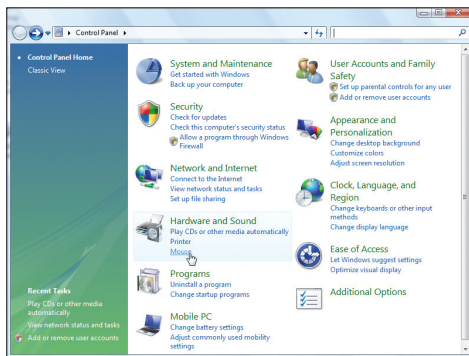 Control Panel
Control Panel Home
Classic View
System and Maintenance
Get started with Windows
Back up your computer
Security
Check for updates
Check this computer's security status
Allow a program through Windows
Firewall
Network and Internet
Connect to the Internet
View network status and tasks
Set up file sharing
Hardware and Sound
Play CDs or other media automatically
Printer
Mouse
Programs
Uninstall a program
Change startup programs
Mobile PC
Change battery settings
Adjust commonly used mobility
settings
User Accounts and Family
Safety
Set up parental controls for any user
Add or remove user accounts
Appearance and
Personalization
Change desktop background
Customize colors
Adjust screen resolution
Clock, Language, and
Region
Change keyboards or other input
methods
Change display language
Ease of Access
Let Windows suggest settings
Optimize visual display
Additional Options
Recent Tasks
Play CDs or other media
automatically
View network status and tasks
Add or remove user accounts